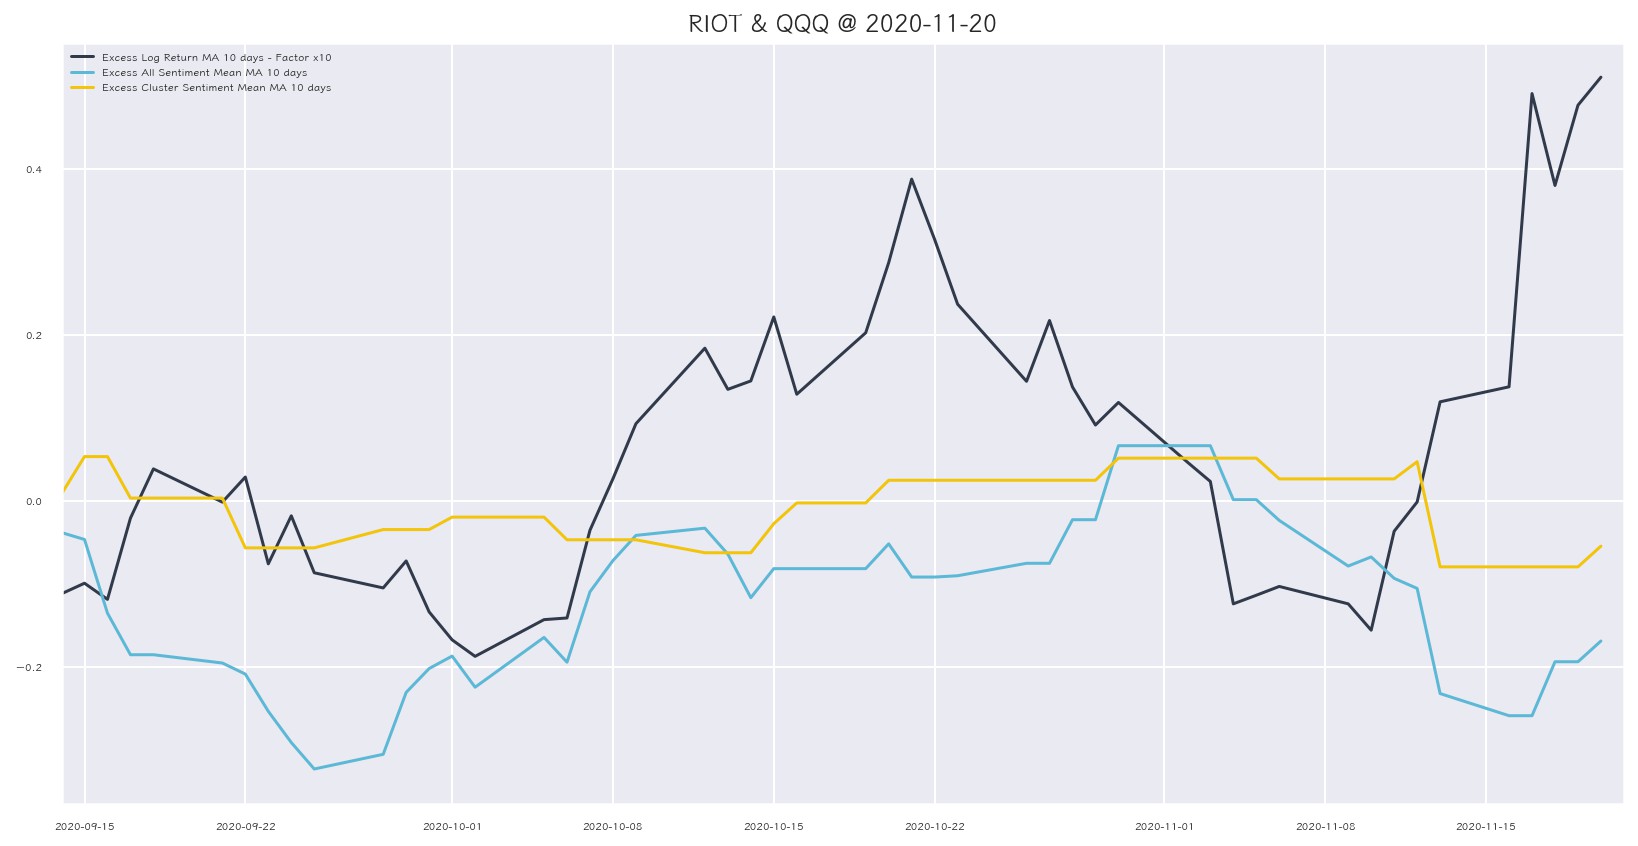 RIOT & QQQ @ 2020-11-20
Excess Log Return MA 10 days - Factor x10
Excess All Sentiment Mean MA 10 days
Excess Cluster Sentiment Mean MA 10 days
0.4
0.2
0.0
−0.2
2020-09-15 2020-09-22 2020-10-01 2020-10-08 2020-10-15 2020-10-22 2020-11-01 2020-11-08 2020-11-15